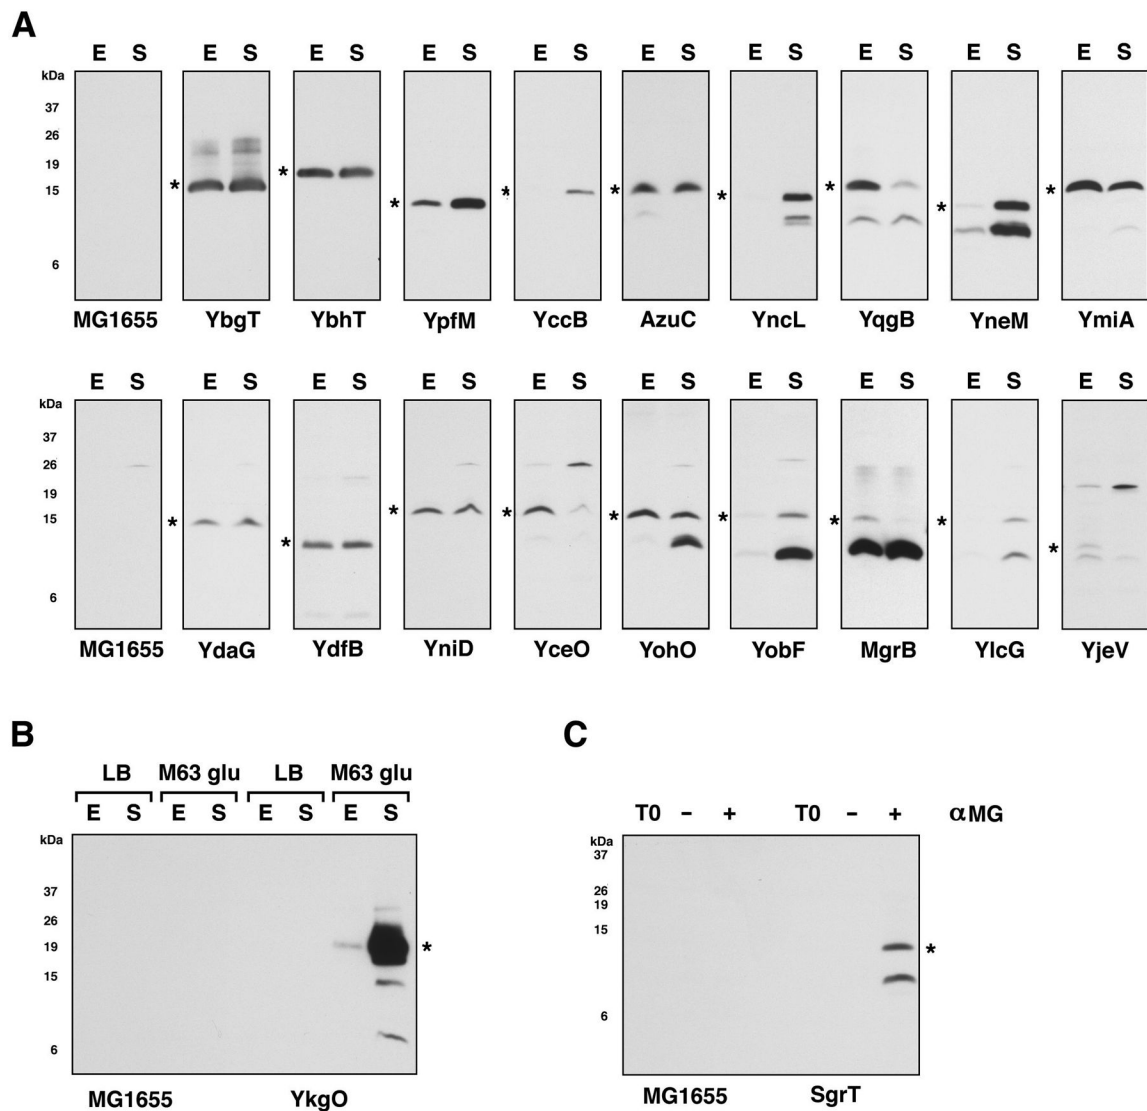 A
E S E S E S E S E S E S E S E S E S E S
kDa
37
26
19
15
6
* * * * * * * * *
MG1655 YbgT YbhT YpfM YccB AzuC YncL YqgB YneM YmiA
E S E S E S E S E S E S E S E S E S E S
kDa
37
26
19
15
6
* * * * * * * * *
MG1655 YdaG YdfB YniD YceO YohO YobF MgrB YlcG YjeV
B
LB M63 glu LB M63 glu
E S E S E S E S
kDa
37
26
19
15
6
*
MG1655 YkgO
C
T0 – + T0 – + αMG
kDa
37
26
19
15
6
*
MG1655 SgrT